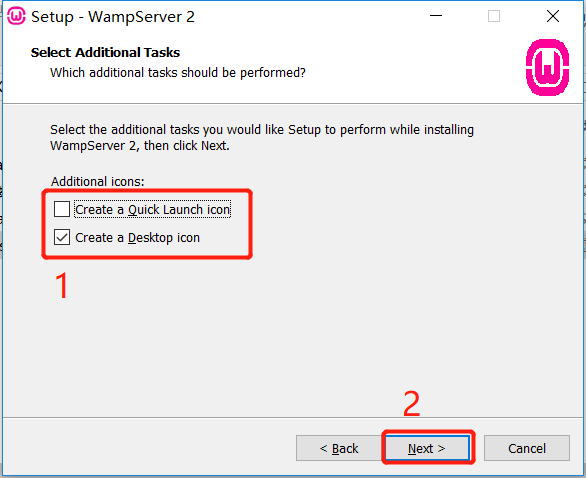 Setup - WampServer 2
Select Additional Tasks
Which additional tasks should be performed?
Select the additional tasks you would like Setup to perform while installing
WampServer 2, then click Next.
Additional icons:
Create a Quick Launch icon
Create a Desktop icon
1
2
< Back
Next >
Cancel